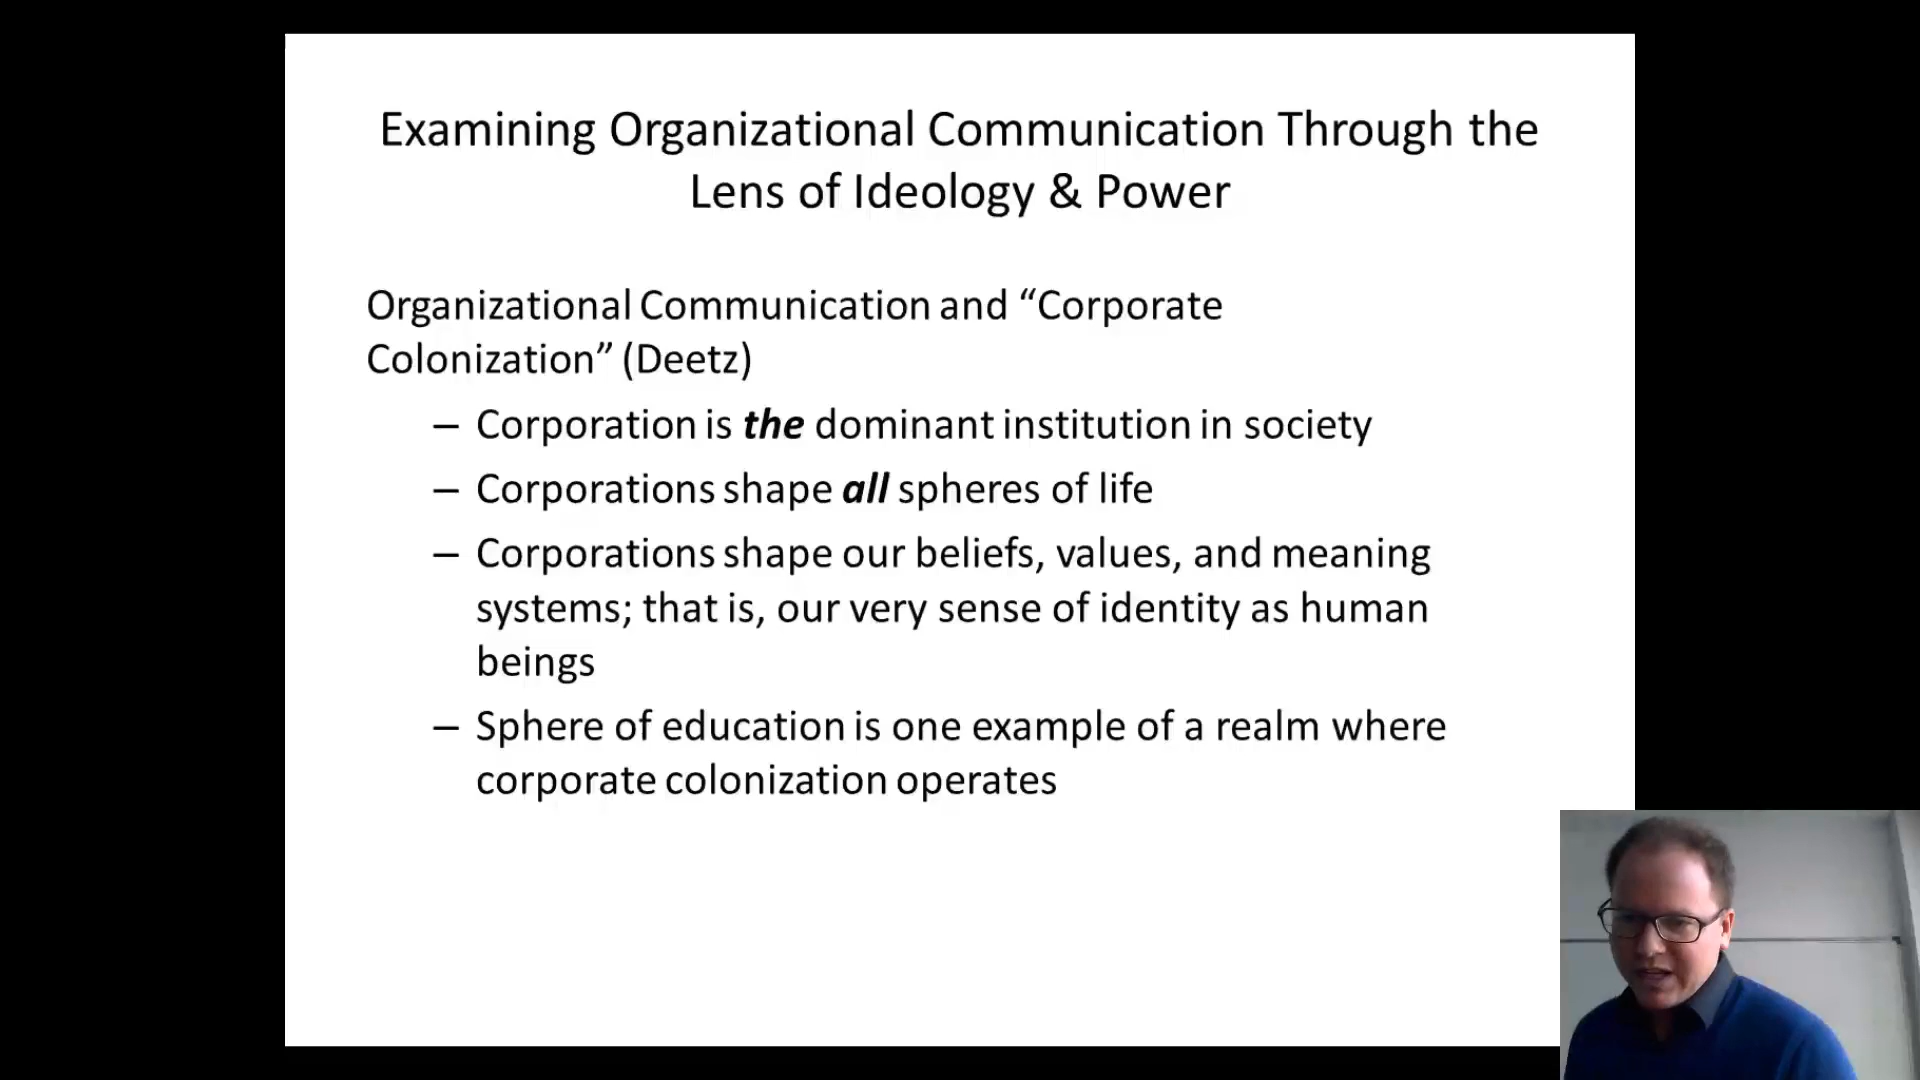 Examining Organizational Communication Through the
Lens of Ideology & Power
Organizational Communication and “Corporate
Colonization” (Deetz)
– Corporation is the dominant institution in society
– Corporations shape all spheres of life
– Corporations shape our beliefs, values, and meaning
systems; that is, our very sense of identity as human
beings
– Sphere of education is one example of a realm where
corporate colonization operates